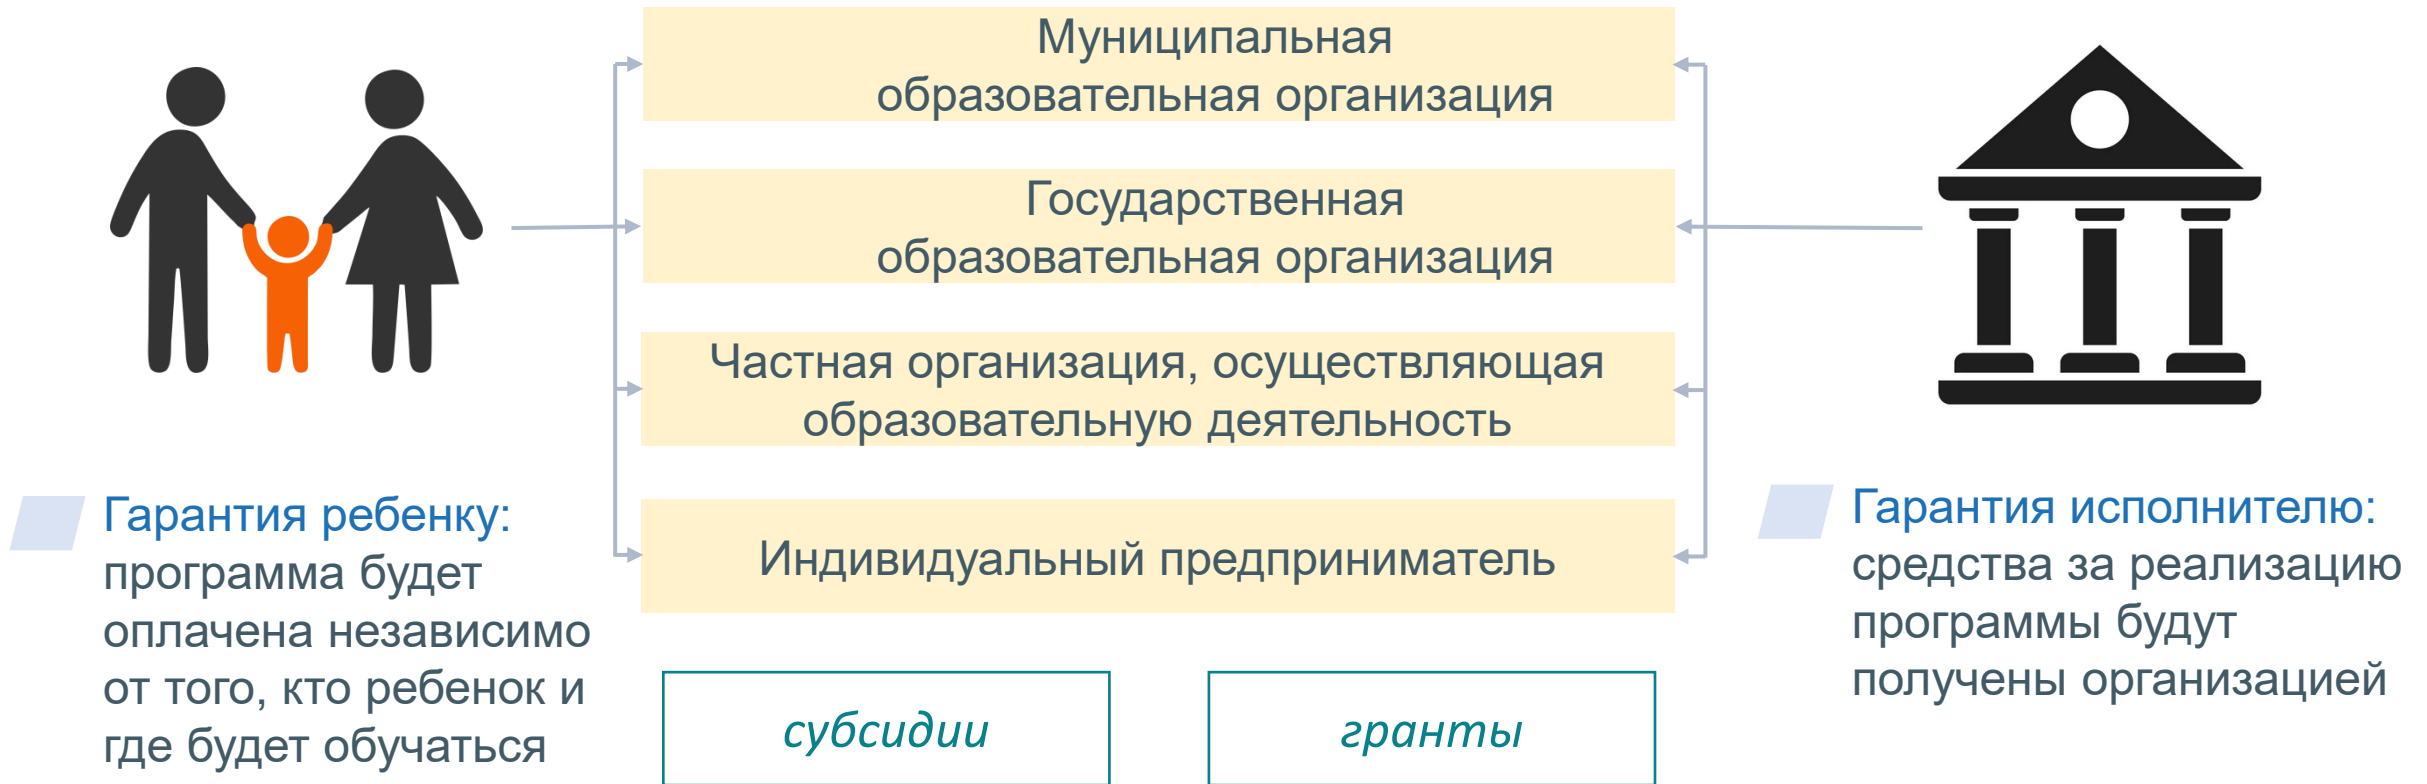 Муниципальная
образовательная организация
Государственная
образовательная организация
Частная организация, осуществляющая
образовательную деятельность
Индивидуальный предприниматель
Гарантия ребенку:
программа будет
оплачена независимо
от того, кто ребенок и
где будет обучаться
Гарантия исполнителю:
средства за реализацию
программы будут
получены организацией
субсидии
гранты